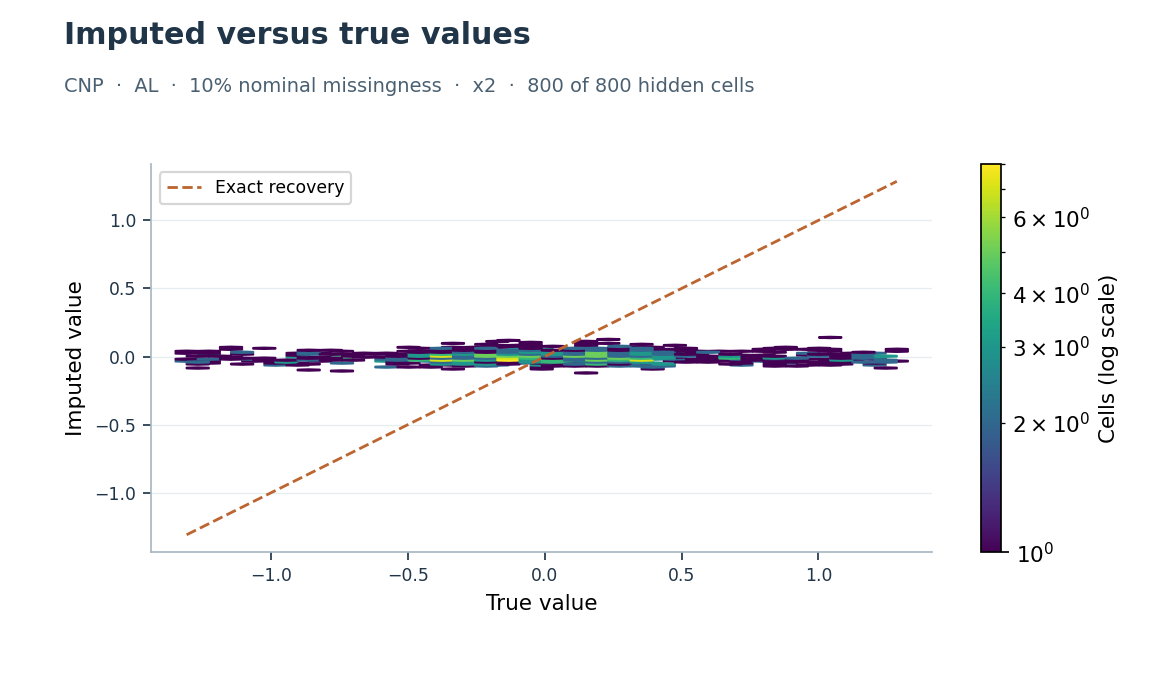 Imputed versus true values
CNP · AL · 10% nominal missingness · x2 · 800 of 800 hidden cells
Exact recovery
1.0
0.5
0.0
−0.5
−1.0
Imputed value
−1.0
−0.5
0.0
0.5
1.0
True value
6 × 10⁰
4 × 10⁰
3 × 10⁰
2 × 10⁰
10⁰
Cells (log scale)